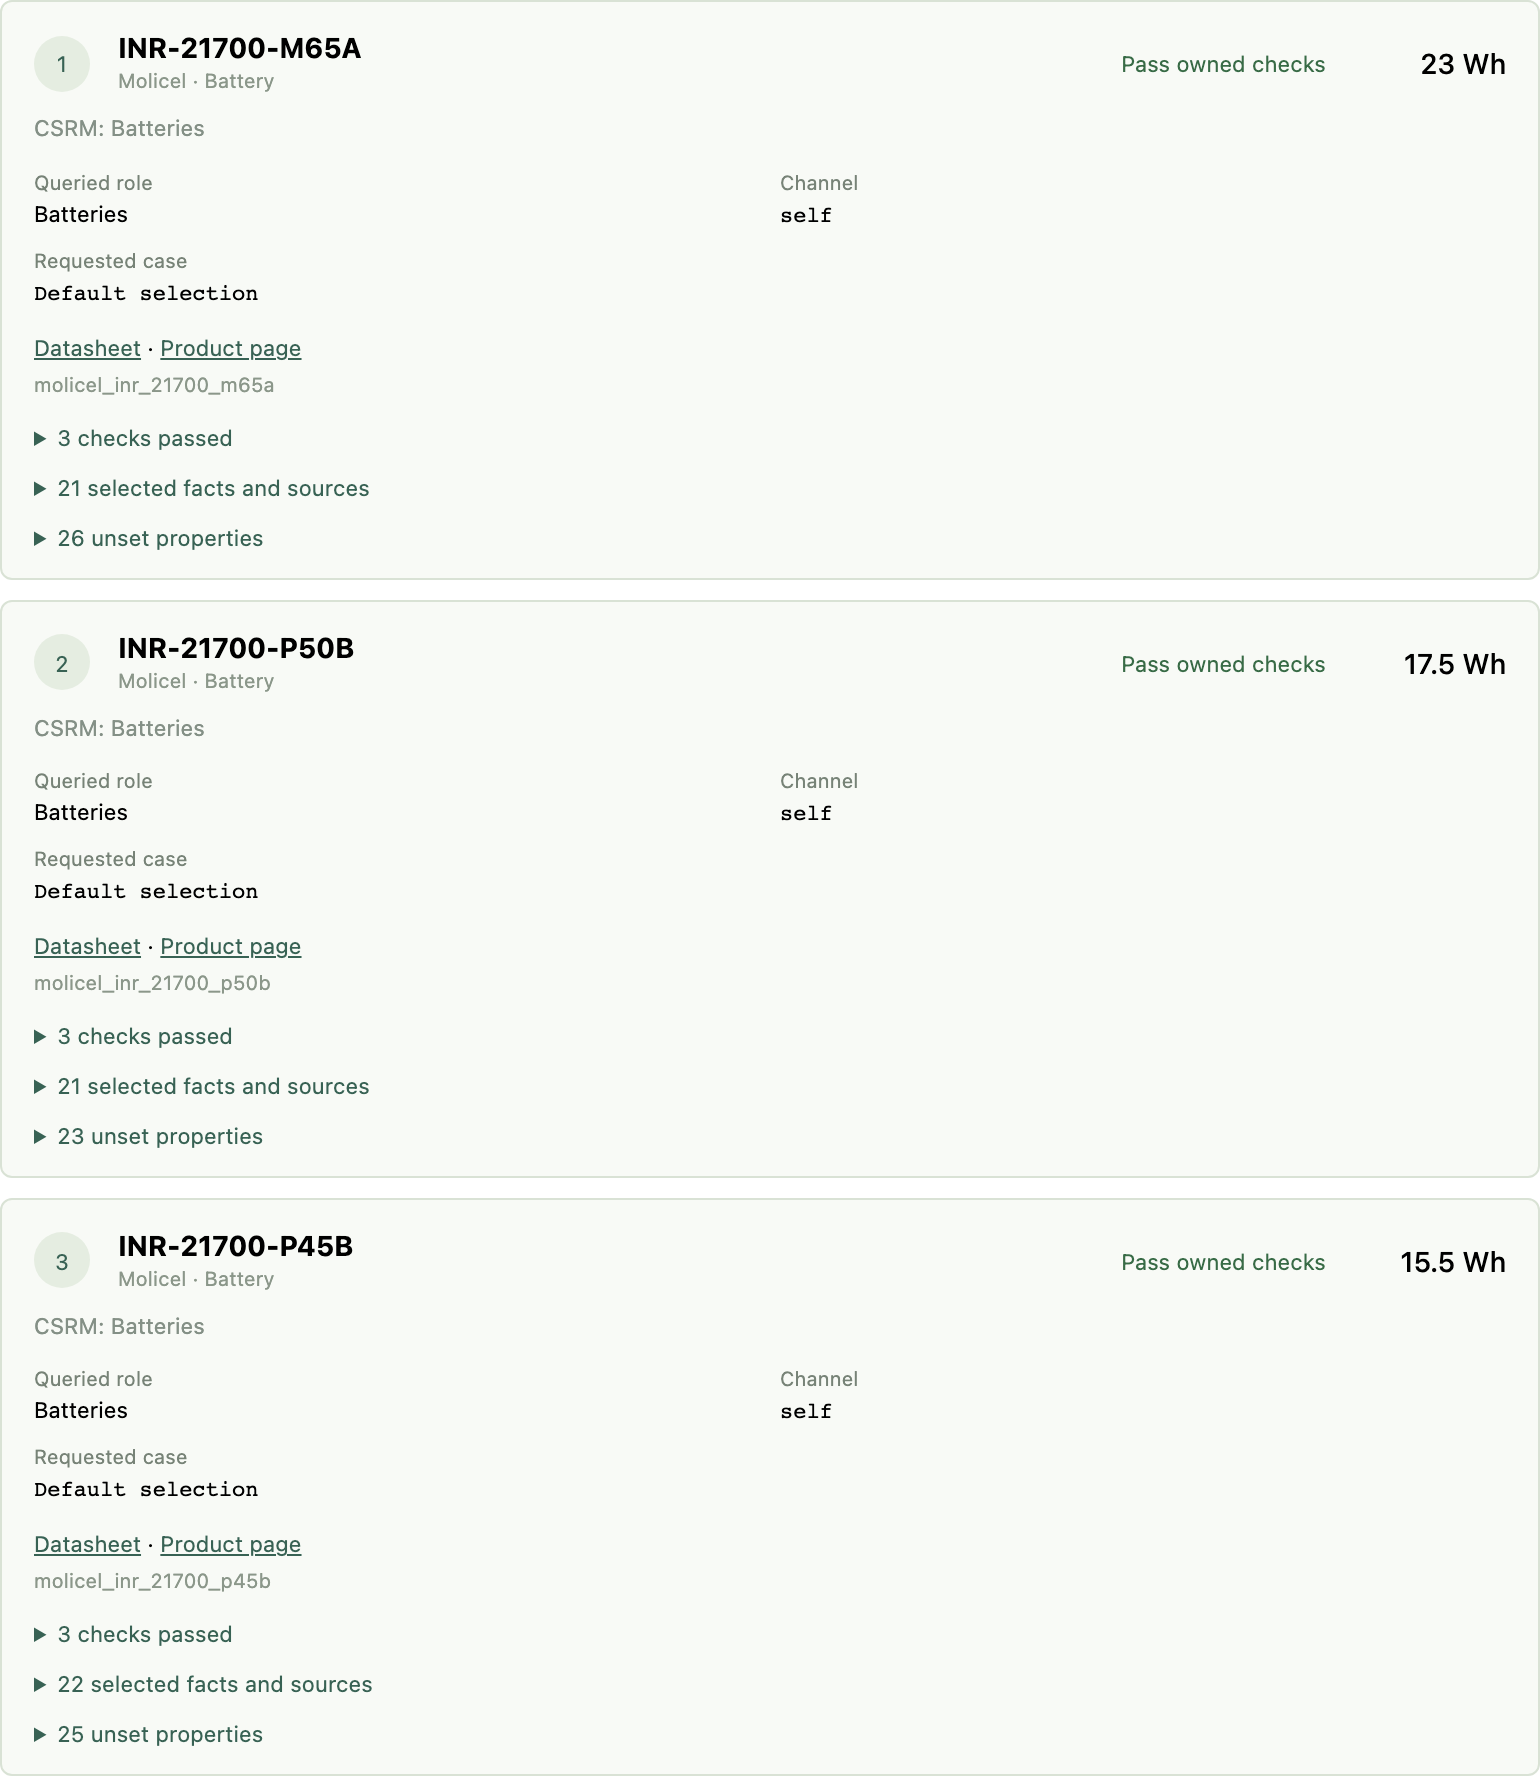 1
INR-21700-M65A
Molicel · Battery
Pass owned checks
23 Wh
CSRM: Batteries
Queried role
Batteries
Channel
self
Requested case
Default selection
Datasheet · Product page
molicel_inr_21700_m65a
▶ 3 checks passed
▶ 21 selected facts and sources
▶ 26 unset properties
2
INR-21700-P50B
Molicel · Battery
Pass owned checks
17.5 Wh
CSRM: Batteries
Queried role
Batteries
Channel
self
Requested case
Default selection
Datasheet · Product page
molicel_inr_21700_p50b
▶ 3 checks passed
▶ 21 selected facts and sources
▶ 23 unset properties
3
INR-21700-P45B
Molicel · Battery
Pass owned checks
15.5 Wh
CSRM: Batteries
Queried role
Batteries
Channel
self
Requested case
Default selection
Datasheet · Product page
molicel_inr_21700_p45b
▶ 3 checks passed
▶ 22 selected facts and sources
▶ 25 unset properties